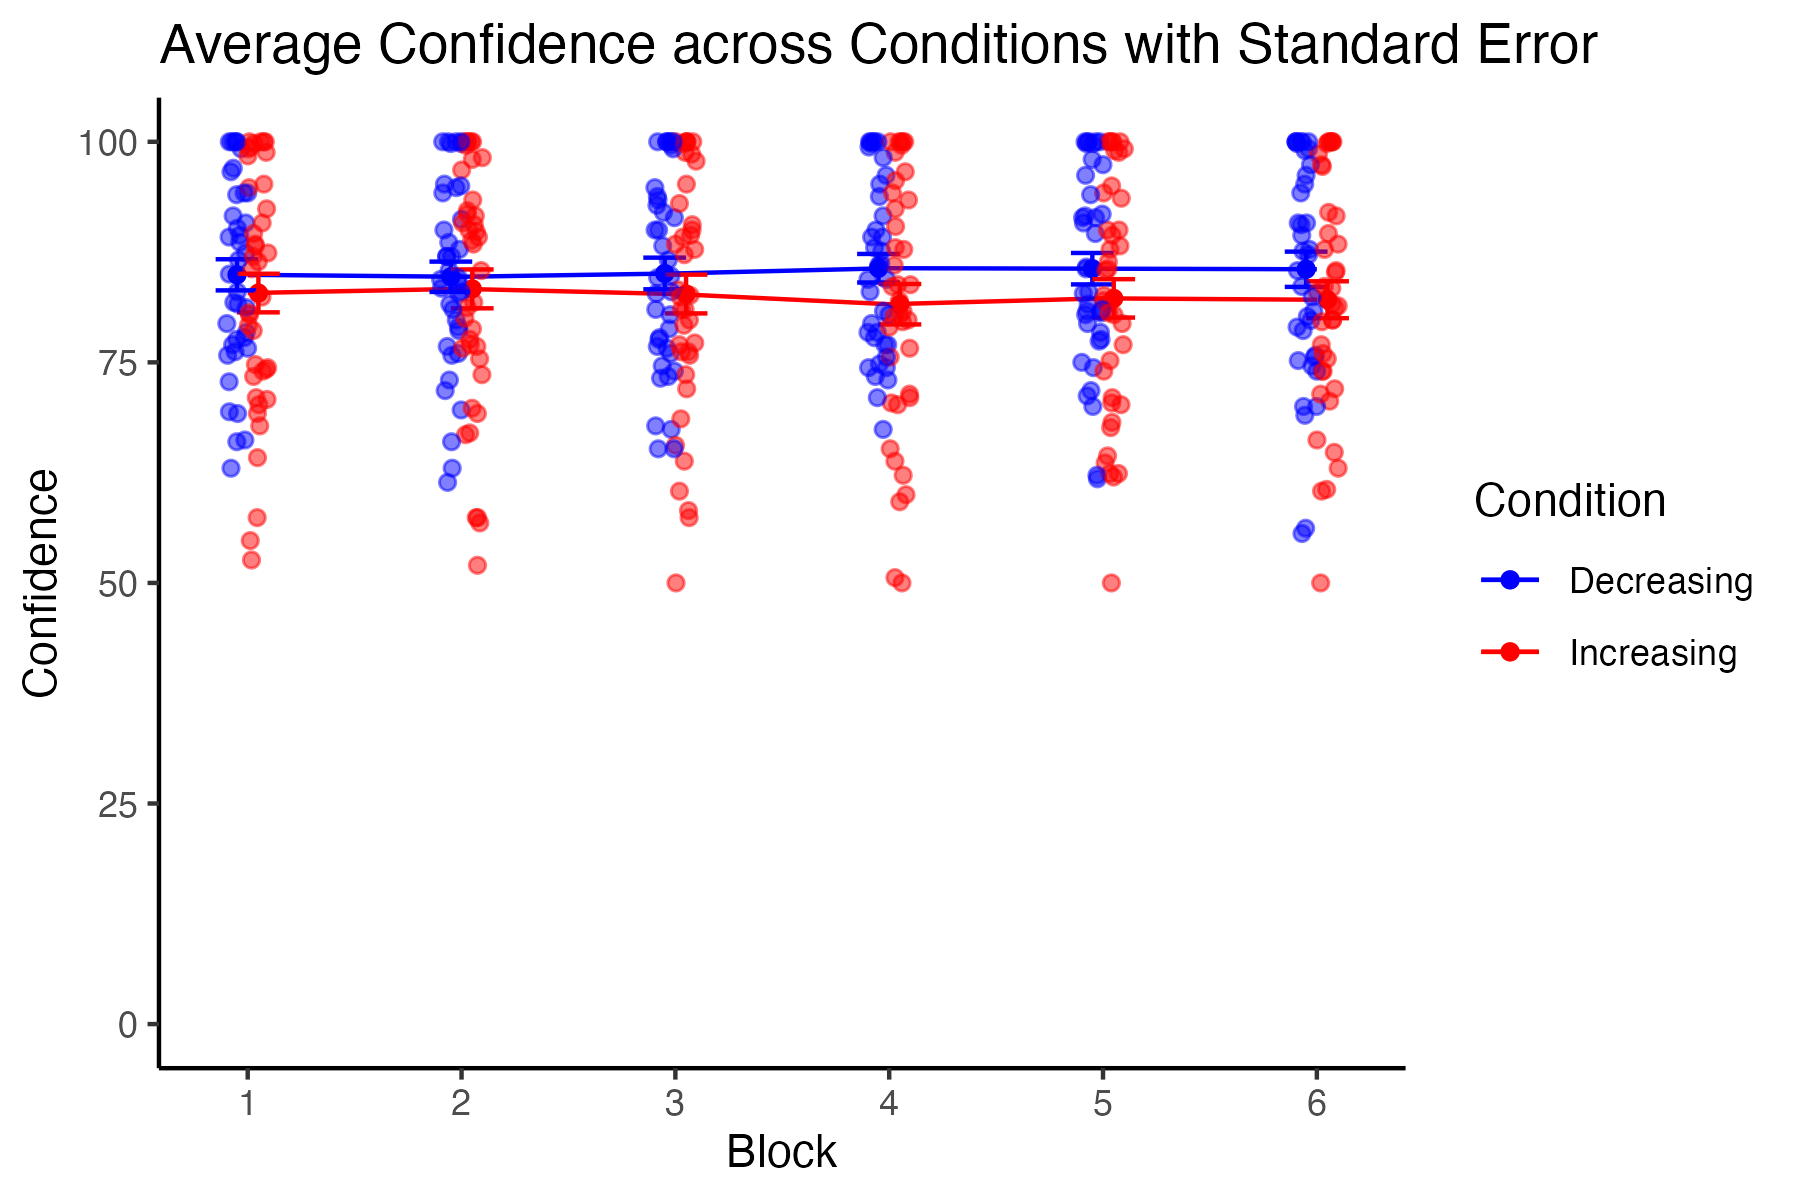 Average Confidence across Conditions with Standard Error
Confidence
100
75
50
25
0
1 2 3 4 5 6
Block
Condition
Decreasing
Increasing